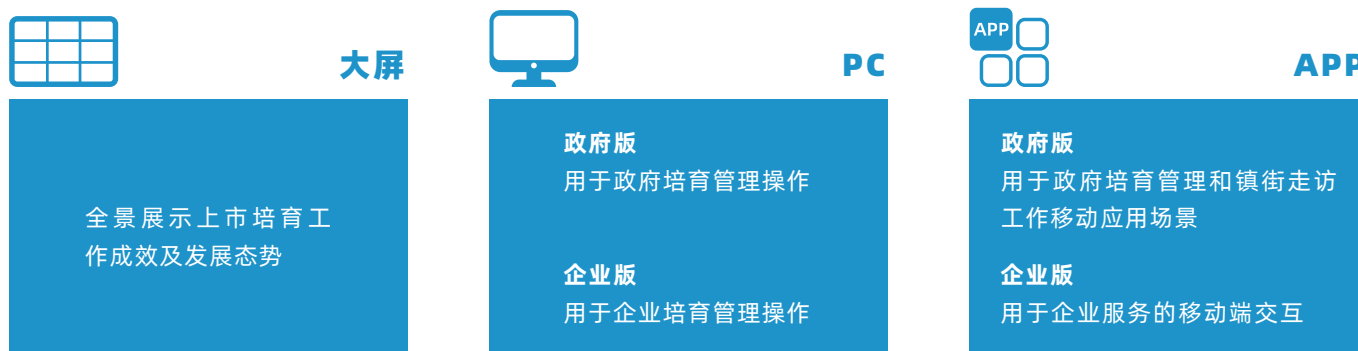 大屏
全景展示上市培育工
作成效及发展态势
PC
政府版
用于政府培育管理操作
企业版
用于企业培育管理操作
APP
APP
政府版
用于政府培育管理和镇街走访
工作移动应用场景
企业版
用于企业服务的移动端交互